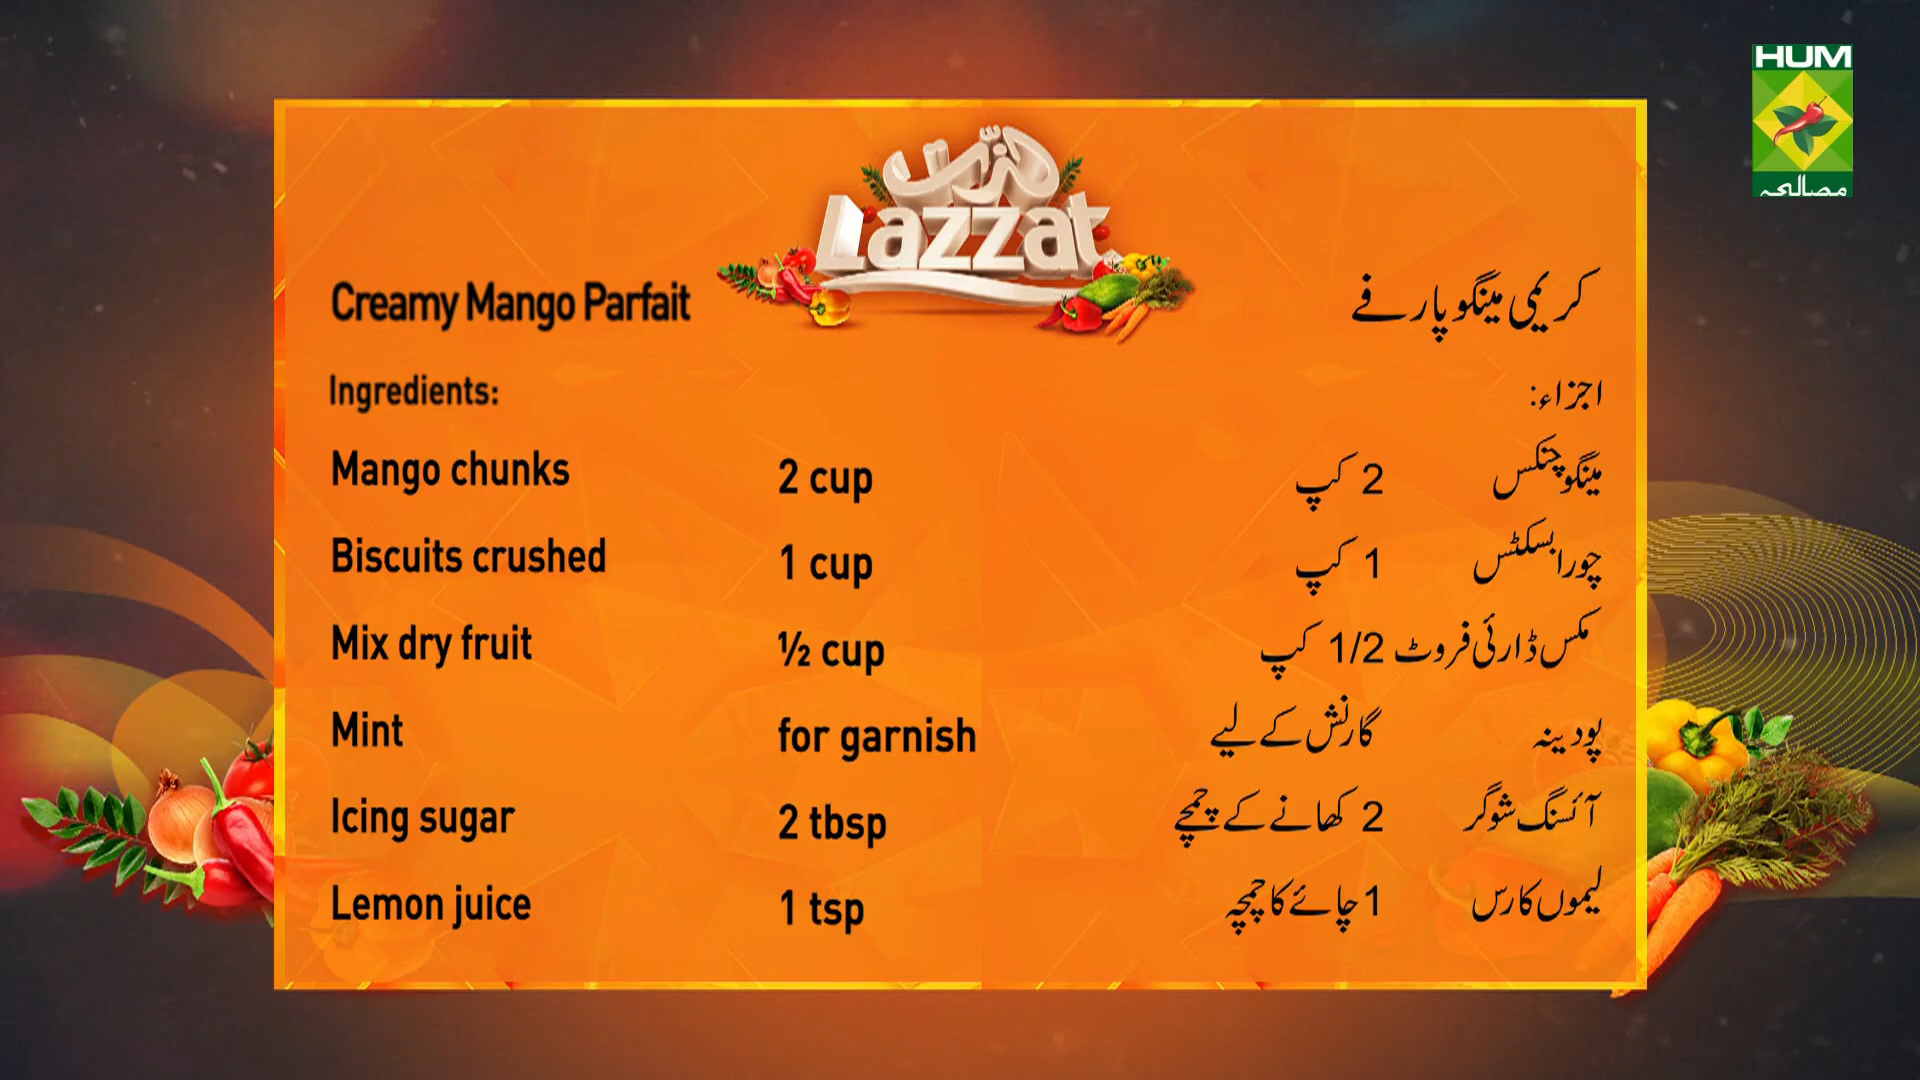 HUM
مصالحہ
لذّت
Lazzat
Creamy Mango Parfait
کریمی مینگو پارفے
Ingredients:
اجزاء:
Mango chunks 2 cup
مینگو چنکس 2 کپ
Biscuits crushed 1 cup
چورا بسکٹس 1 کپ
Mix dry fruit ½ cup
مکس ڈرائی فروٹ 1/2 کپ
Mint for garnish
پودینہ گارنش کے لیے
Icing sugar 2 tbsp
آئسنگ شوگر 2 کھانے کے چمچے
Lemon juice 1 tsp
لیموں کا رس 1 چائے کا چمچہ